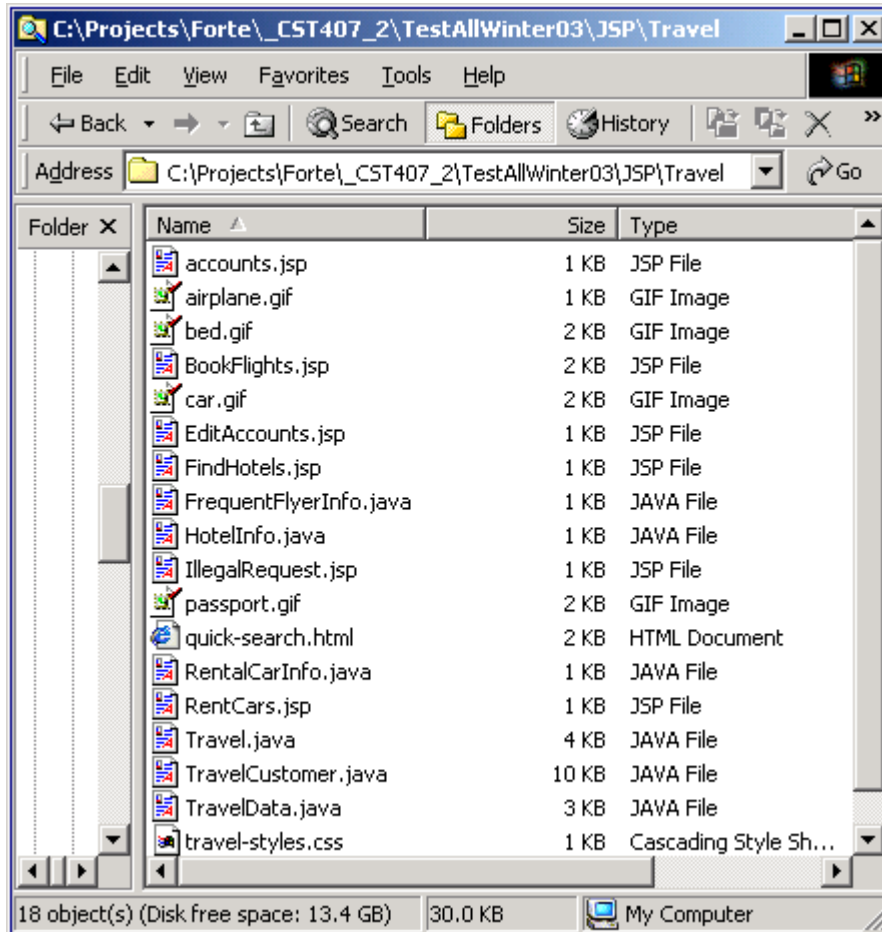 C:\Projects\Forte\_CST407_2\TestAllWinter03\JSP\Travel
File Edit View Favorites Tools Help
Back Search Folders History »
Address C:\Projects\Forte\_CST407_2\TestAllWinter03\JSP\Travel Go
Folder Name Size Type
accounts.jsp 1 KB JSP File
airplane.gif 1 KB GIF Image
bed.gif 2 KB GIF Image
BookFlights.jsp 2 KB JSP File
car.gif 2 KB GIF Image
EditAccounts.jsp 1 KB JSP File
FindHotels.jsp 1 KB JSP File
FrequentFlyerInfo.java 1 KB JAVA File
HotelInfo.java 1 KB JAVA File
IllegalRequest.jsp 1 KB JSP File
passport.gif 2 KB GIF Image
quick-search.html 2 KB HTML Document
RentalCarInfo.java 1 KB JAVA File
RentCars.jsp 1 KB JSP File
Travel.java 4 KB JAVA File
TravelCustomer.java 10 KB JAVA File
TravelData.java 3 KB JAVA File
travel-styles.css 1 KB Cascading Style Sh...
18 object(s) (Disk free space: 13.4 GB) 30.0 KB My Computer